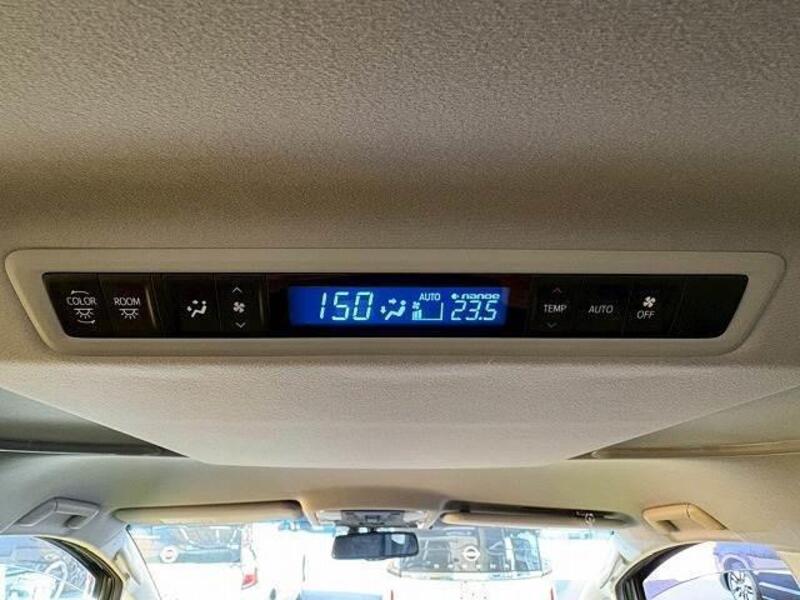 COLOR
ROOM
150
AUTO
nanoe
23.5
TEMP
AUTO
OFF